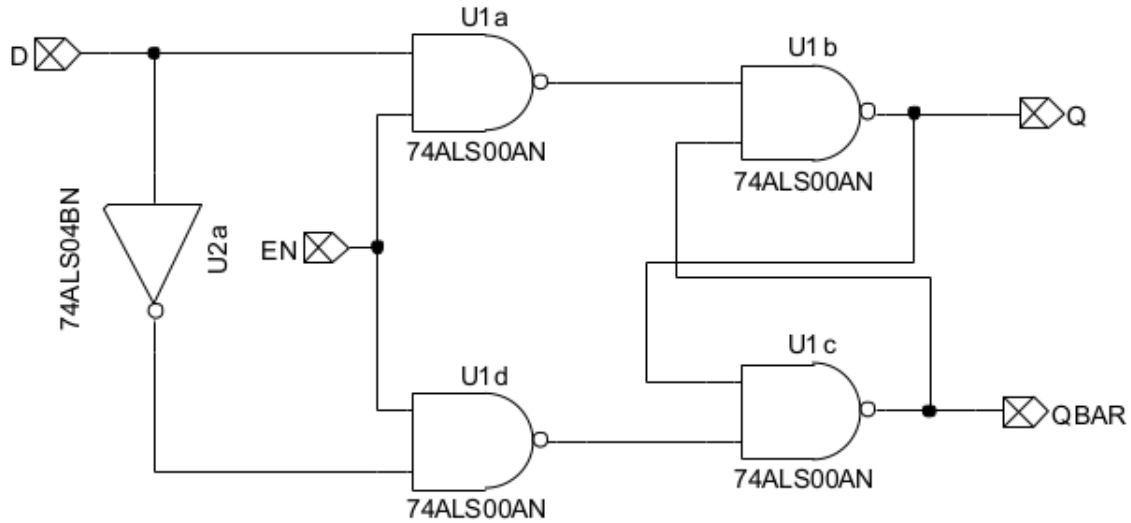 U1a
U1b
D
Q
74ALS00AN
74ALS00AN
74ALS04BN
U2a
EN
U1d
U1c
QBAR
74ALS00AN
74ALS00AN